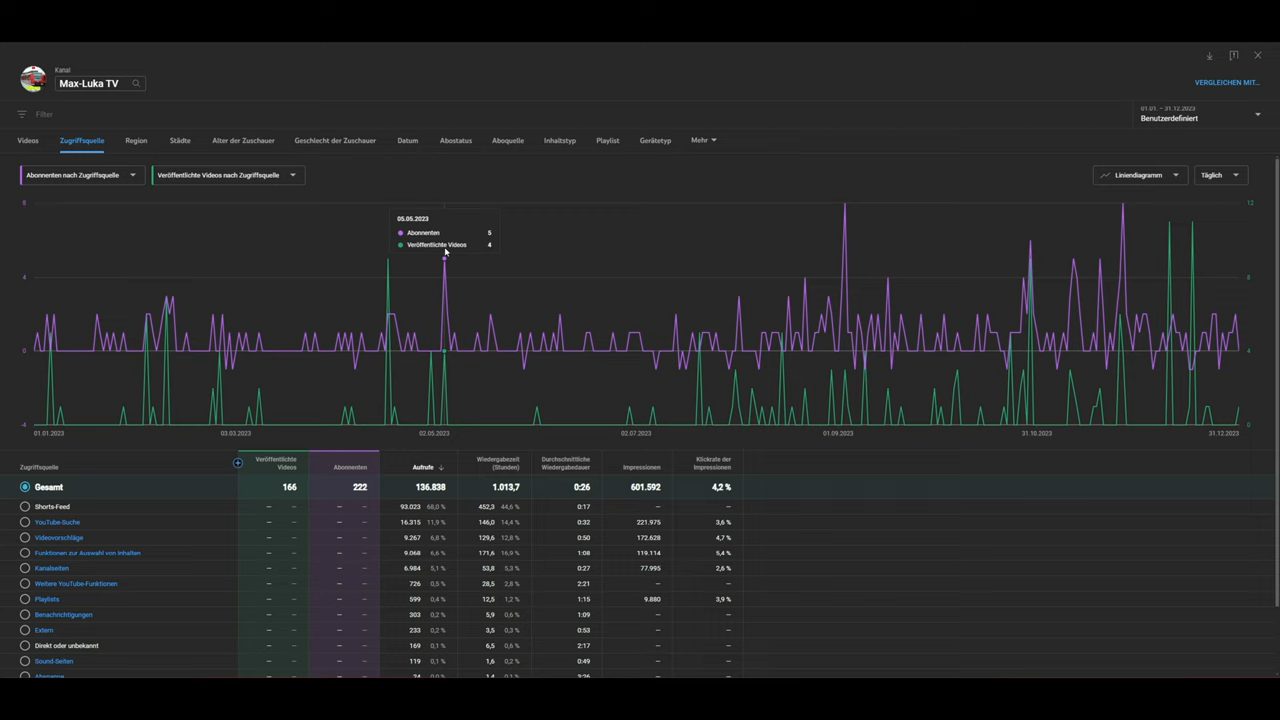 Kanal
Max-Luka TV
VERGLEICHEN MIT...
Filter
01.01. – 31.12.2023
Benutzerdefiniert
Videos Zugriffsquelle Region Städte Alter der Zuschauer Geschlecht der Zuschauer Datum Abostatus Aboquelle Inhaltstyp Playlist Gerätetyp Mehr
Abonnenten nach Zugriffsquelle Veröffentlichte Videos nach Zugriffsquelle Liniendiagramm Täglich
8 12
05.05.2023
Abonnenten 5
Veröffentlichte Videos 4
4 8
0 4
-4 0
01.01.2023 03.03.2023 02.05.2023 02.07.2023 01.09.2023 31.10.2023 31.12.2023
Veröffentlichte Wiedergabezeit Durchschnittliche Klickrate der
Zugriffsquelle Videos Abonnenten Aufrufe (Stunden) Wiedergabedauer Impressionen Impressionen
Gesamt 166 222 136.838 1.013,7 0:26 601.592 4,2 %
Shorts-Feed – – – – 93.023 68,0 % 452,3 44,6 % 0:17 – –
YouTube-Suche – – – – 16.315 11,9 % 146,0 14,4 % 0:32 221.975 3,6 %
Videovorschläge – – – – 9.267 6,8 % 129,6 12,8 % 0:50 172.628 4,7 %
Funktionen zur Auswahl von Inhalten – – – – 9.068 6,6 % 171,6 16,9 % 1:08 119.114 5,4 %
Kanalseiten – – – – 6.984 5,1 % 53,8 5,3 % 0:27 77.995 2,6 %
Weitere YouTube-Funktionen – – – – 726 0,5 % 28,5 2,8 % 2:21 – –
Playlists – – – – 599 0,4 % 12,5 1,2 % 1:15 9.880 3,9 %
Benachrichtigungen – – – – 303 0,2 % 5,9 0,6 % 1:09 – –
Extern – – – – 233 0,2 % 3,5 0,3 % 0:53 – –
Direkt oder unbekannt – – – – 169 0,1 % 6,5 0,6 % 2:17 – –
Sound-Seiten – – – – 119 0,1 % 1,6 0,2 % 0:49 – –